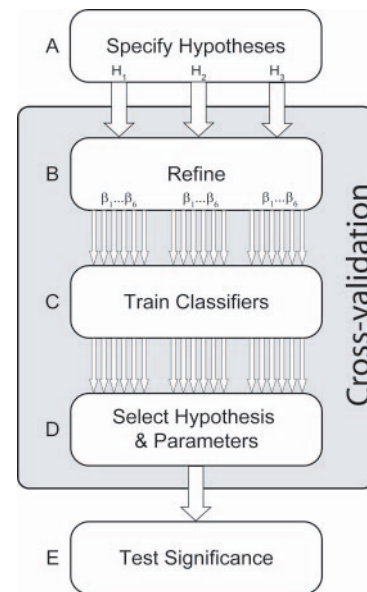 A
Specify Hypotheses
H₁ H₂ H₃
B
Refine
β₁...β₆ β₁...β₆ β₁...β₆
C
Train Classifiers
D
Select Hypothesis
& Parameters
Cross-validation
E
Test Significance